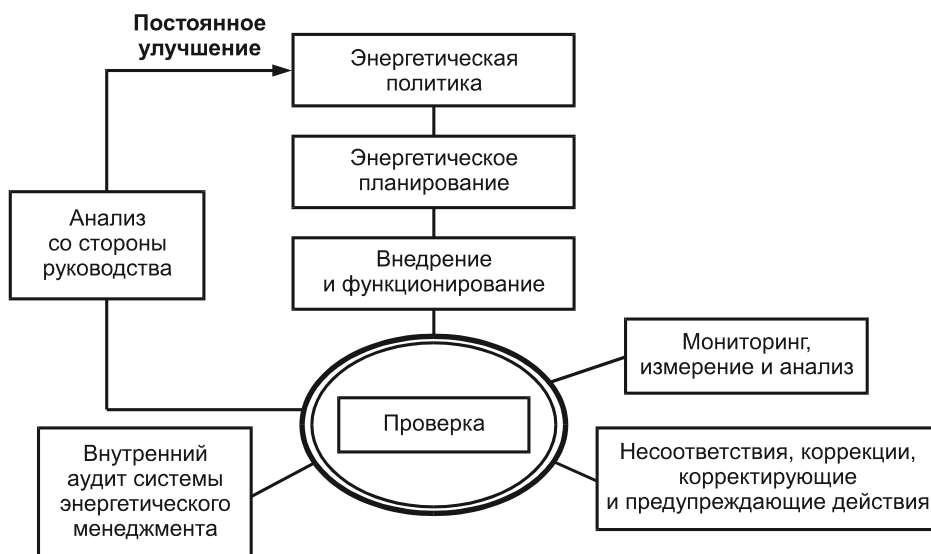 Постоянное
улучшение
Энергетическая
политика
Энергетическое
планирование
Анализ
со стороны
руководства
Внедрение
и функционирование
Мониторинг,
измерение и анализ
Проверка
Внутренний
аудит системы
энергетического
менеджмента
Несоответствия, коррекции,
корректирующие
и предупреждающие действия